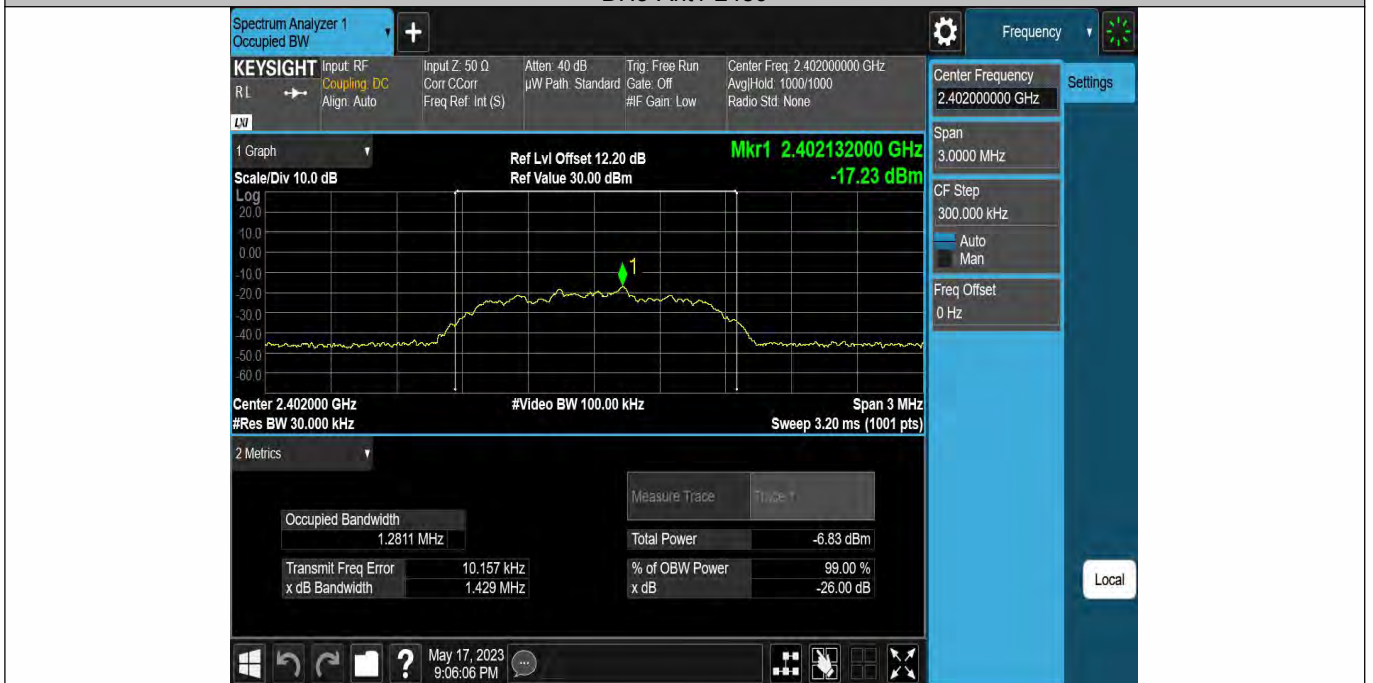 Spectrum Analyzer 1
Occupied BW
+
Frequency
KEYSIGHT
RL
LXI
Input: RF
Coupling: DC
Align: Auto
Input Z: 50 Ω
Corr CCorr
Freq Ref: Int (S)
Atten: 40 dB
µW Path: Standard
Trig: Free Run
Gate: Off
#IF Gain: Low
Center Freq: 2.402000000 GHz
Avg|Hold: 1000/1000
Radio Std: None
Center Frequency
2.402000000 GHz
Settings
Span
3.0000 MHz
CF Step
300.000 kHz
Auto
Man
Freq Offset
0 Hz
Local
1 Graph
Scale/Div 10.0 dB
Ref Lvl Offset 12.20 dB
Ref Value 30.00 dBm
Mkr1 2.402132000 GHz
-17.23 dBm
Log
20.0
10.0
0.00
-10.0
-20.0
-30.0
-40.0
-50.0
-60.0
1
Center 2.402000 GHz
#Video BW 100.00 kHz
Span 3 MHz
#Res BW 30.000 kHz
Sweep 3.20 ms (1001 pts)
2 Metrics
Measure Trace
Trace 1
Occupied Bandwidth
1.2811 MHz
Total Power
-6.83 dBm
Transmit Freq Error
10.157 kHz
% of OBW Power
99.00 %
x dB Bandwidth
1.429 MHz
x dB
-26.00 dB
?
May 17, 2023
9:06:06 PM